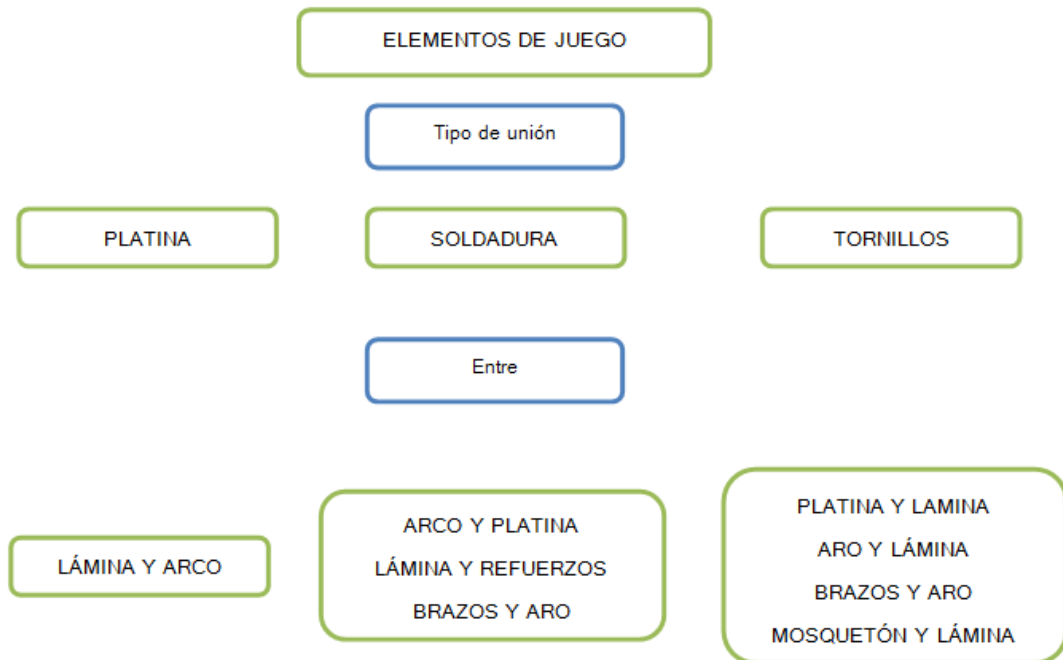 ELEMENTOS DE JUEGO
Tipo de unión
PLATINA
SOLDADURA
TORNILLOS
Entre
LÁMINA Y ARCO
ARCO Y PLATINA
LÁMINA Y REFUERZOS
BRAZOS Y ARO
PLATINA Y LAMINA
ARO Y LÁMINA
BRAZOS Y ARO
MOSQUETÓN Y LÁMINA